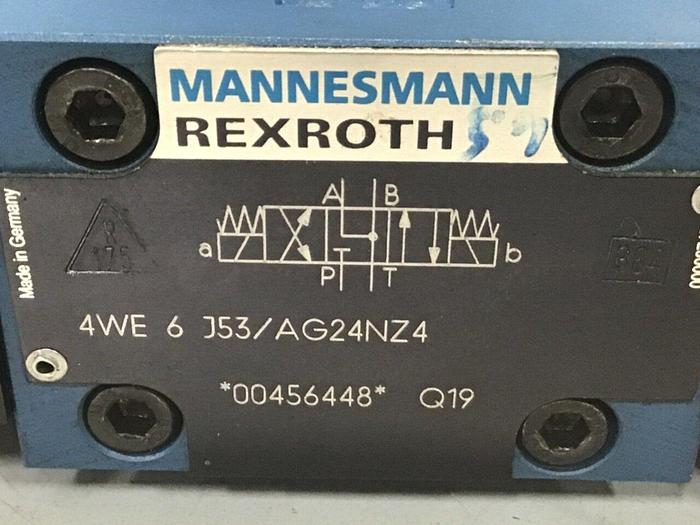 MANNESMANN
REXROTH
Made in Germany
A B
a b
P T
4WE 6 J53/AG24NZ4
*00456448* Q19